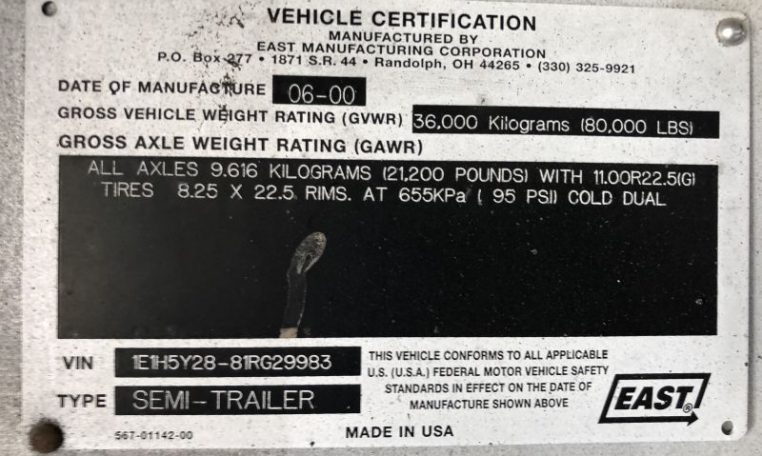 VEHICLE CERTIFICATION
MANUFACTURED BY
EAST MANUFACTURING CORPORATION
P.O. Box 277 • 1871 S.R. 44 • Randolph, OH 44265 • (330) 325-9921
DATE OF MANUFACTURE 06-00
GROSS VEHICLE WEIGHT RATING (GVWR) 36,000 Kilograms (80,000 LBS)
GROSS AXLE WEIGHT RATING (GAWR)
ALL AXLES 9.616 KILOGRAMS (21,200 POUNDS) WITH 11.00R22.5(G)
TIRES 8.25 X 22.5 RIMS. AT 655KPa ( 95 PSI) COLD DUAL
VIN 1E1H5Y28-81RG29983
TYPE SEMI-TRAILER
567-01142-00
THIS VEHICLE CONFORMS TO ALL APPLICABLE
U.S. (U.S.A.) FEDERAL MOTOR VEHICLE SAFETY
STANDARDS IN EFFECT ON THE DATE OF
MANUFACTURE SHOWN ABOVE
EAST®
MADE IN USA